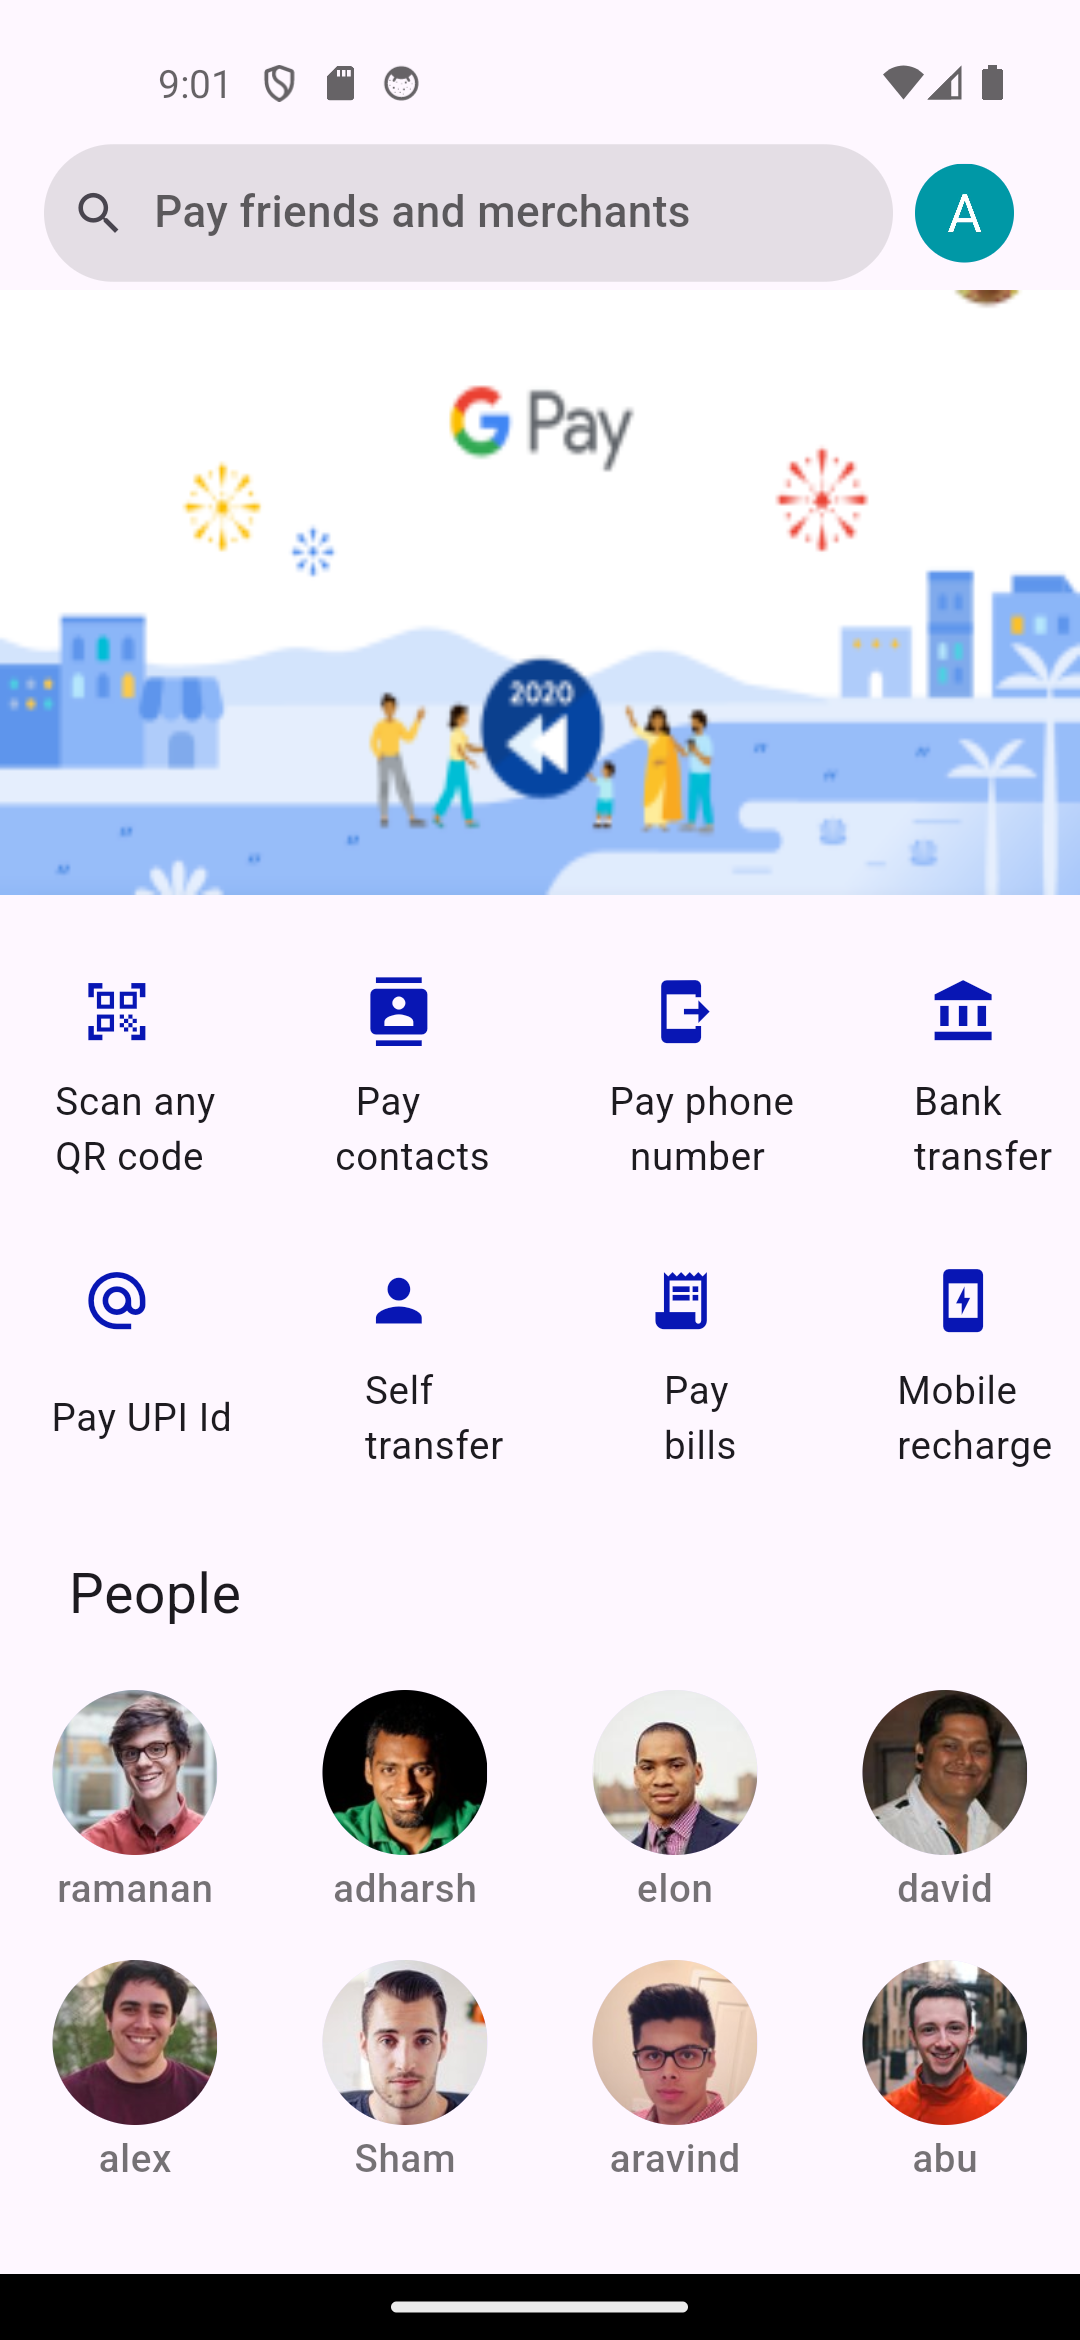 9:01
Pay friends and merchants
A
G Pay
2020
Scan any
QR code
Pay
contacts
Pay phone
number
Bank
transfer
Pay UPI Id
Self
transfer
Pay
bills
Mobile
recharge
People
ramanan
adharsh
elon
david
alex
Sham
aravind
abu